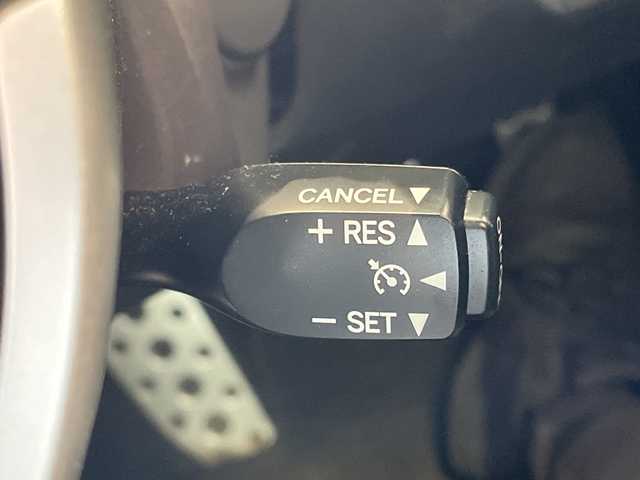 CANCEL ▼
+ RES ▲
◀
− SET ▼